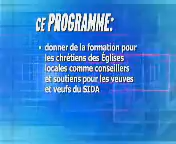 ce PROGRAMME:
• donner de la formation pour
les chrétiens des Églises
locales comme conseillers
et soutiens pour les veuves
et veufs du SIDA